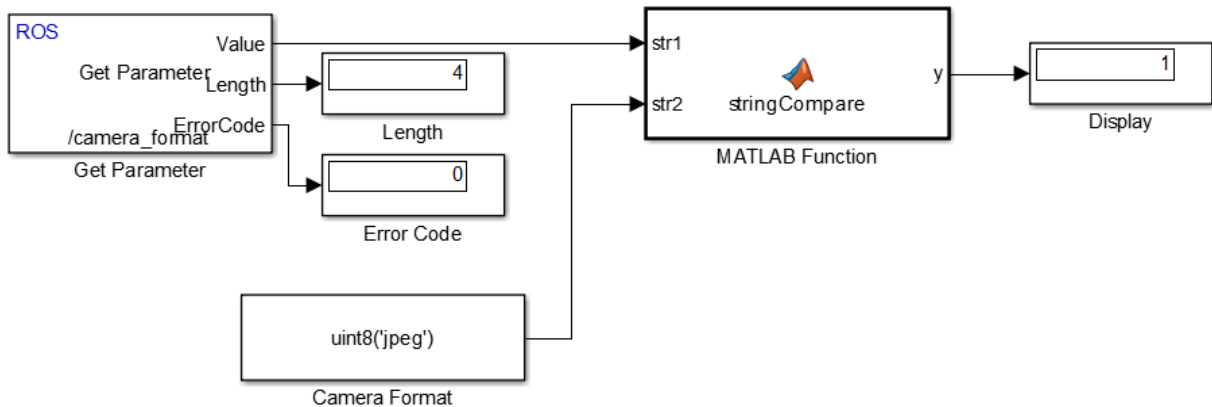 ROS
Value
Get Parameter
Length
ErrorCode
/camera_format
Get Parameter
4
Length
0
Error Code
uint8('jpeg')
Camera Format
str1
str2
stringCompare
y
MATLAB Function
1
Display